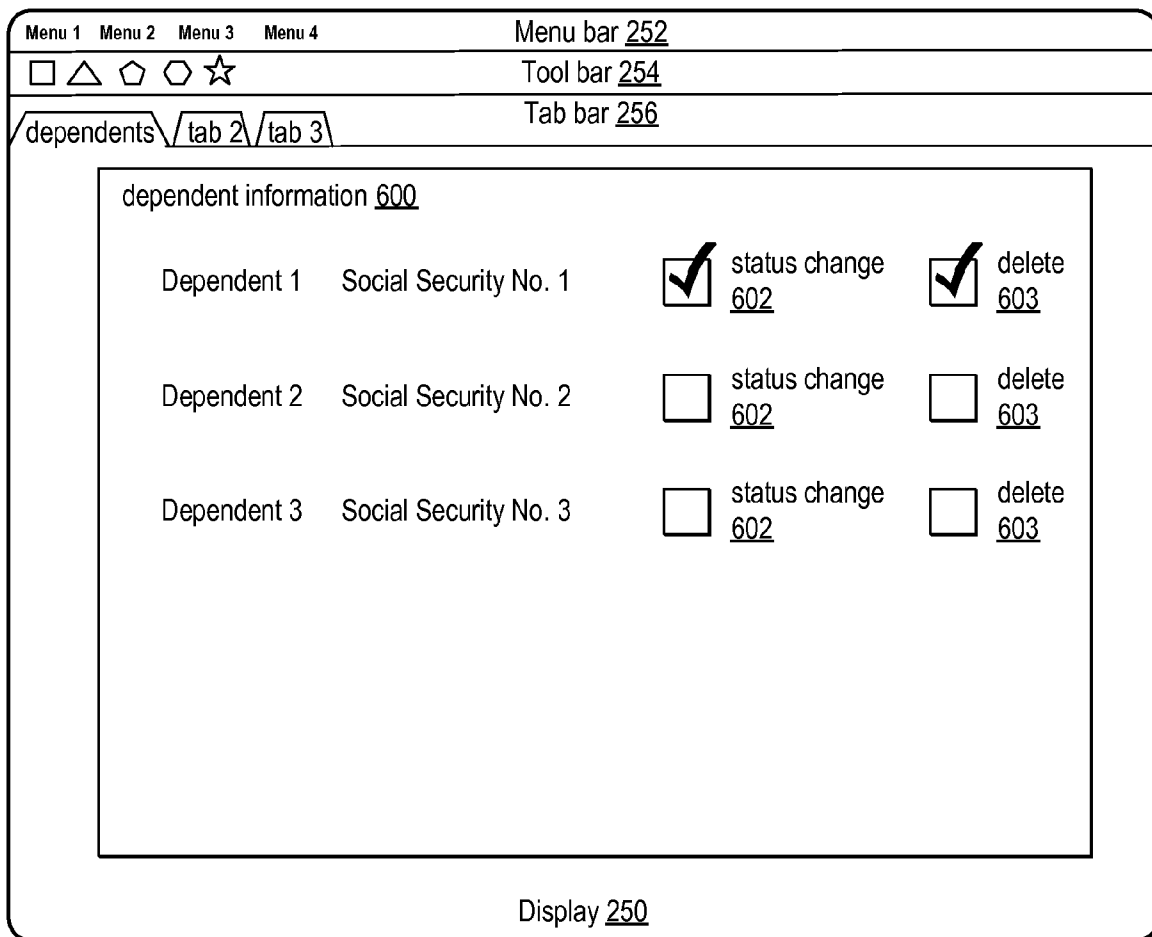 Menu 1 Menu 2 Menu 3 Menu 4 Menu bar 252
Tool bar 254
Tab bar 256
dependents tab 2 tab 3
dependent information 600
Dependent 1 Social Security No. 1 status change 602 delete 603
Dependent 2 Social Security No. 2 status change 602 delete 603
Dependent 3 Social Security No. 3 status change 602 delete 603
Display 250